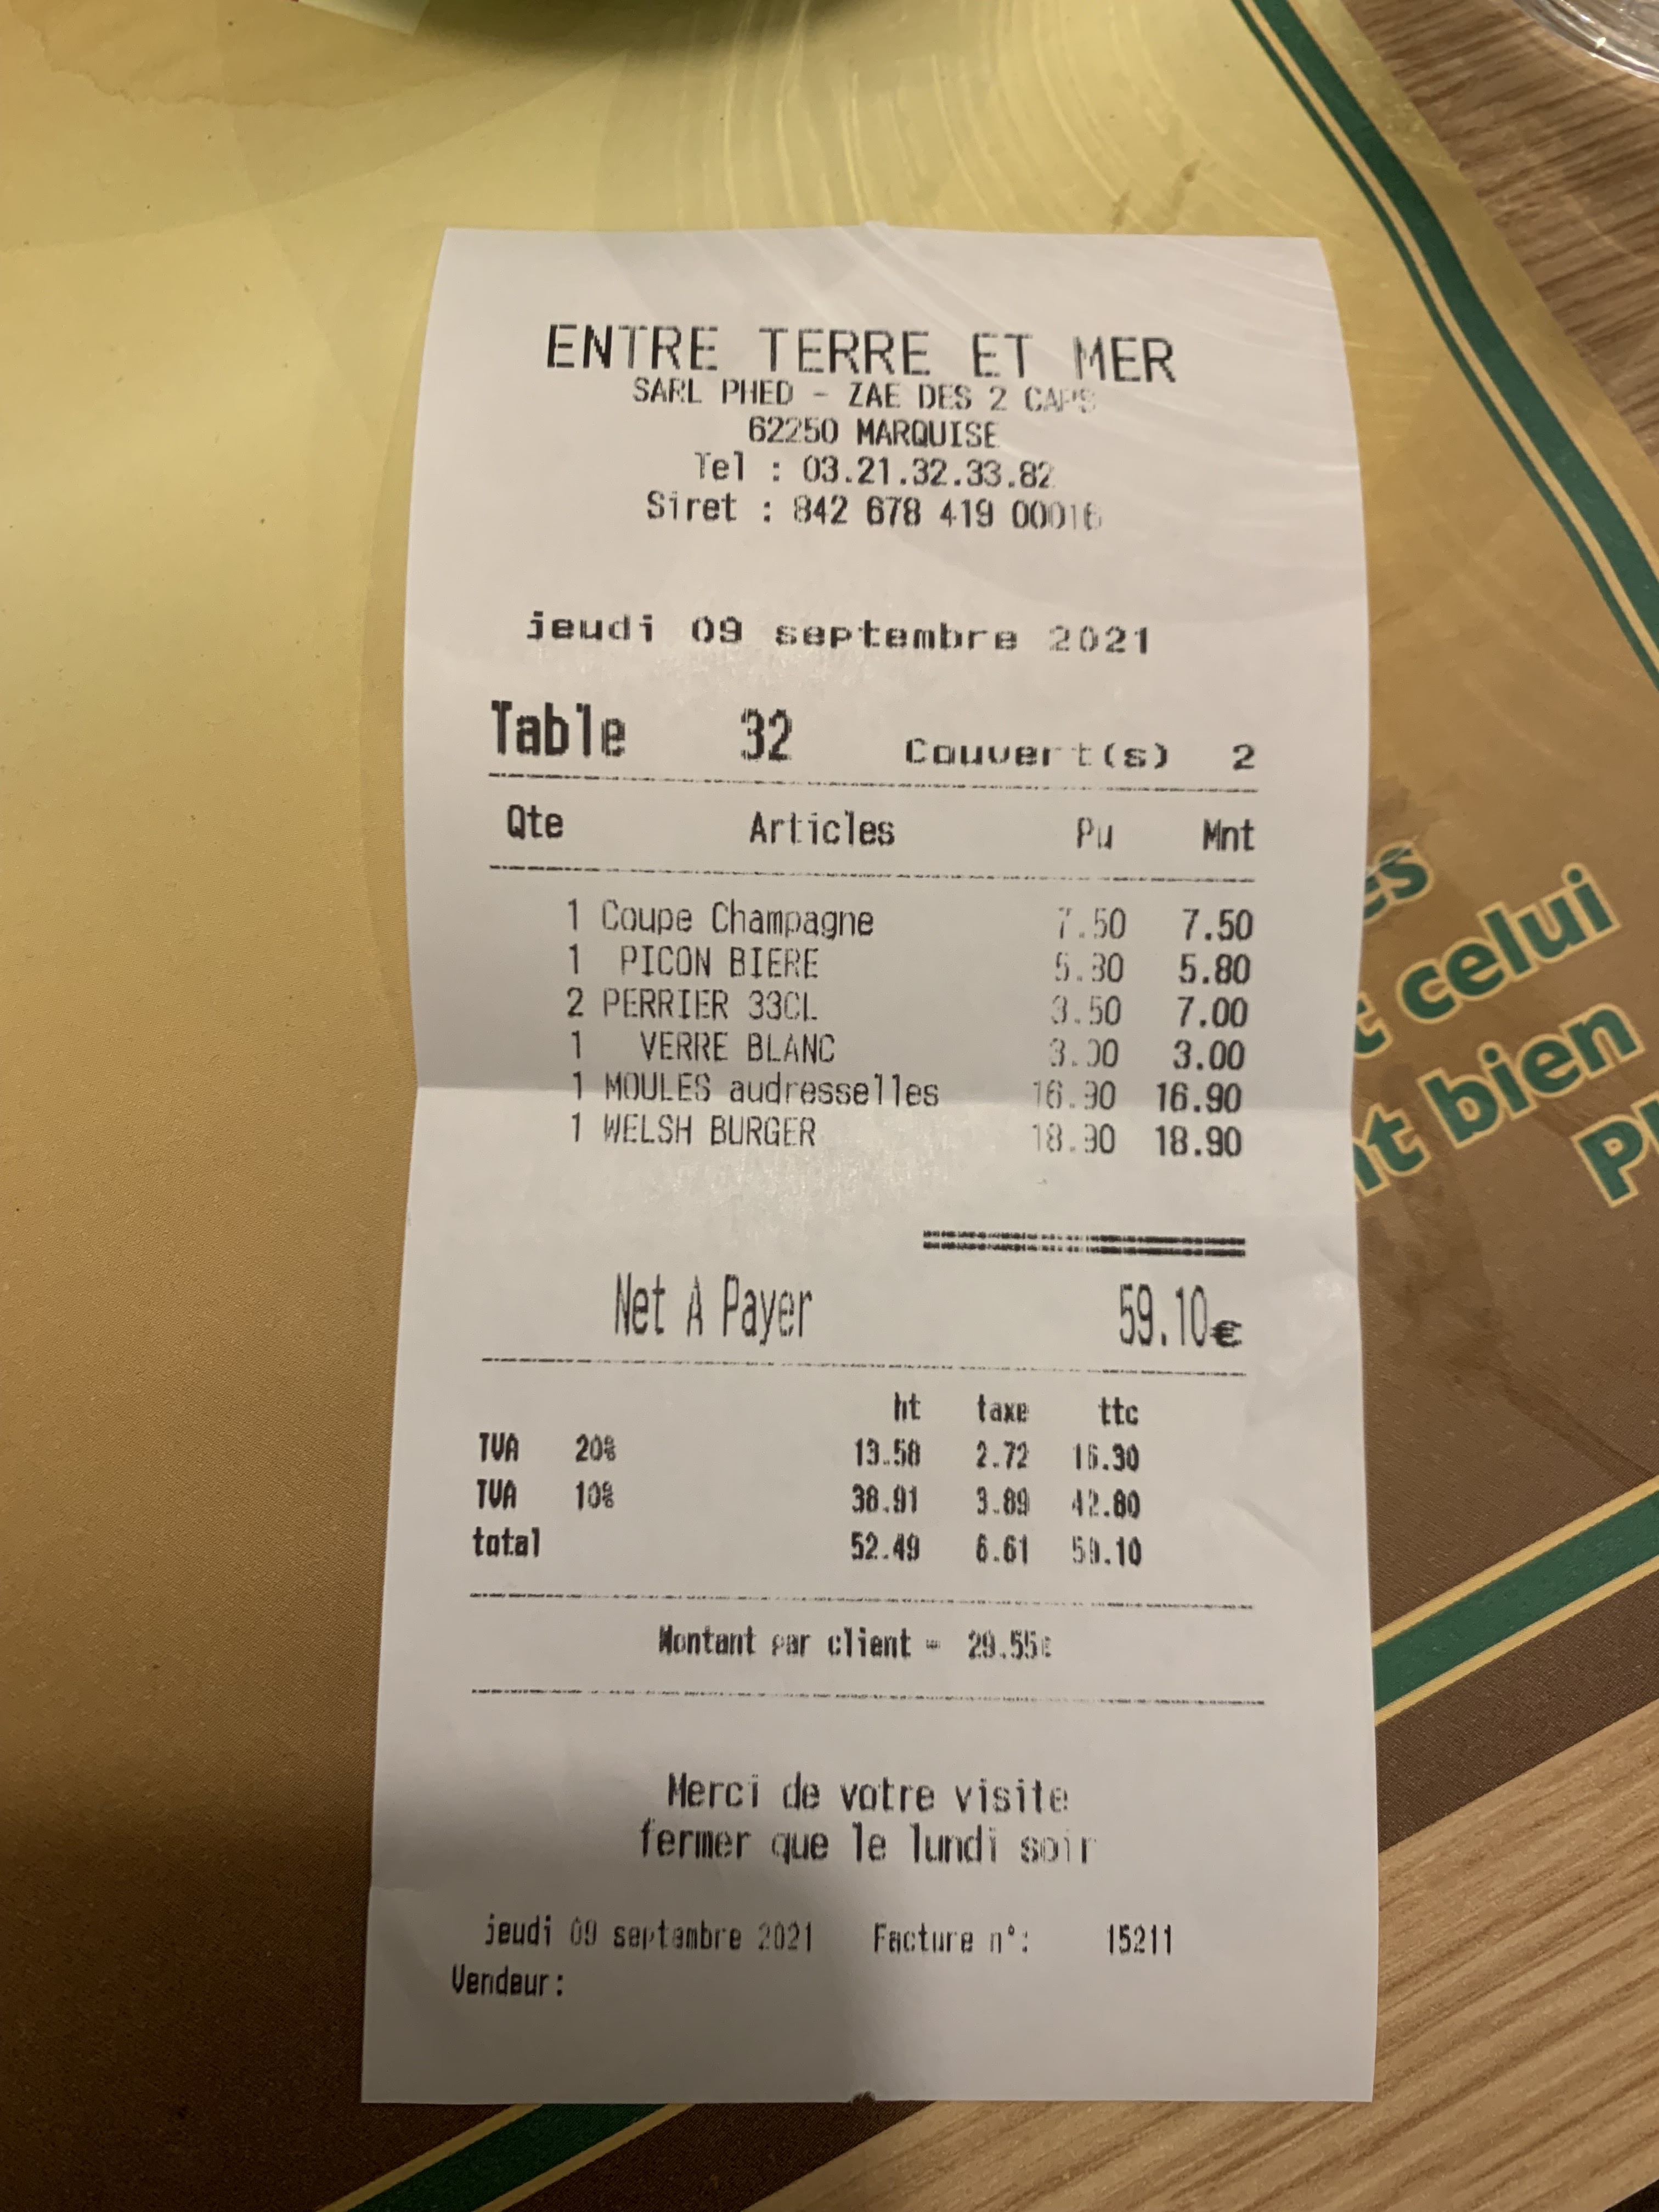 ENTRE TERRE ET MER
SARL PHED - ZAE DES 2 CAPS
62250 MARQUISE
Tel : 03.21.32.33.82
Siret : 842 678 419 00016
jeudi 09 septembre 2021
Table 32 Couvert(s) 2
Qte Articles Pu Mnt
1 Coupe Champagne 7.50 7.50
1 PICON BIERE 5.80 5.80
2 PERRIER 33CL 3.50 7.00
1 VERRE BLANC 3.00 3.00
1 MOULES audresselles 16.90 16.90
1 WELSH BURGER 18.90 18.90
Net A Payer 59.10€
ht taxe ttc
TVA 20% 13.58 2.72 16.30
TVA 10% 38.91 3.89 42.80
total 52.49 6.61 59.10
Montant par client = 29.55€
Merci de votre visite
fermer que le lundi soir
jeudi 09 septembre 2021 Facture n°: 15211
Vendeur:
celui
bien